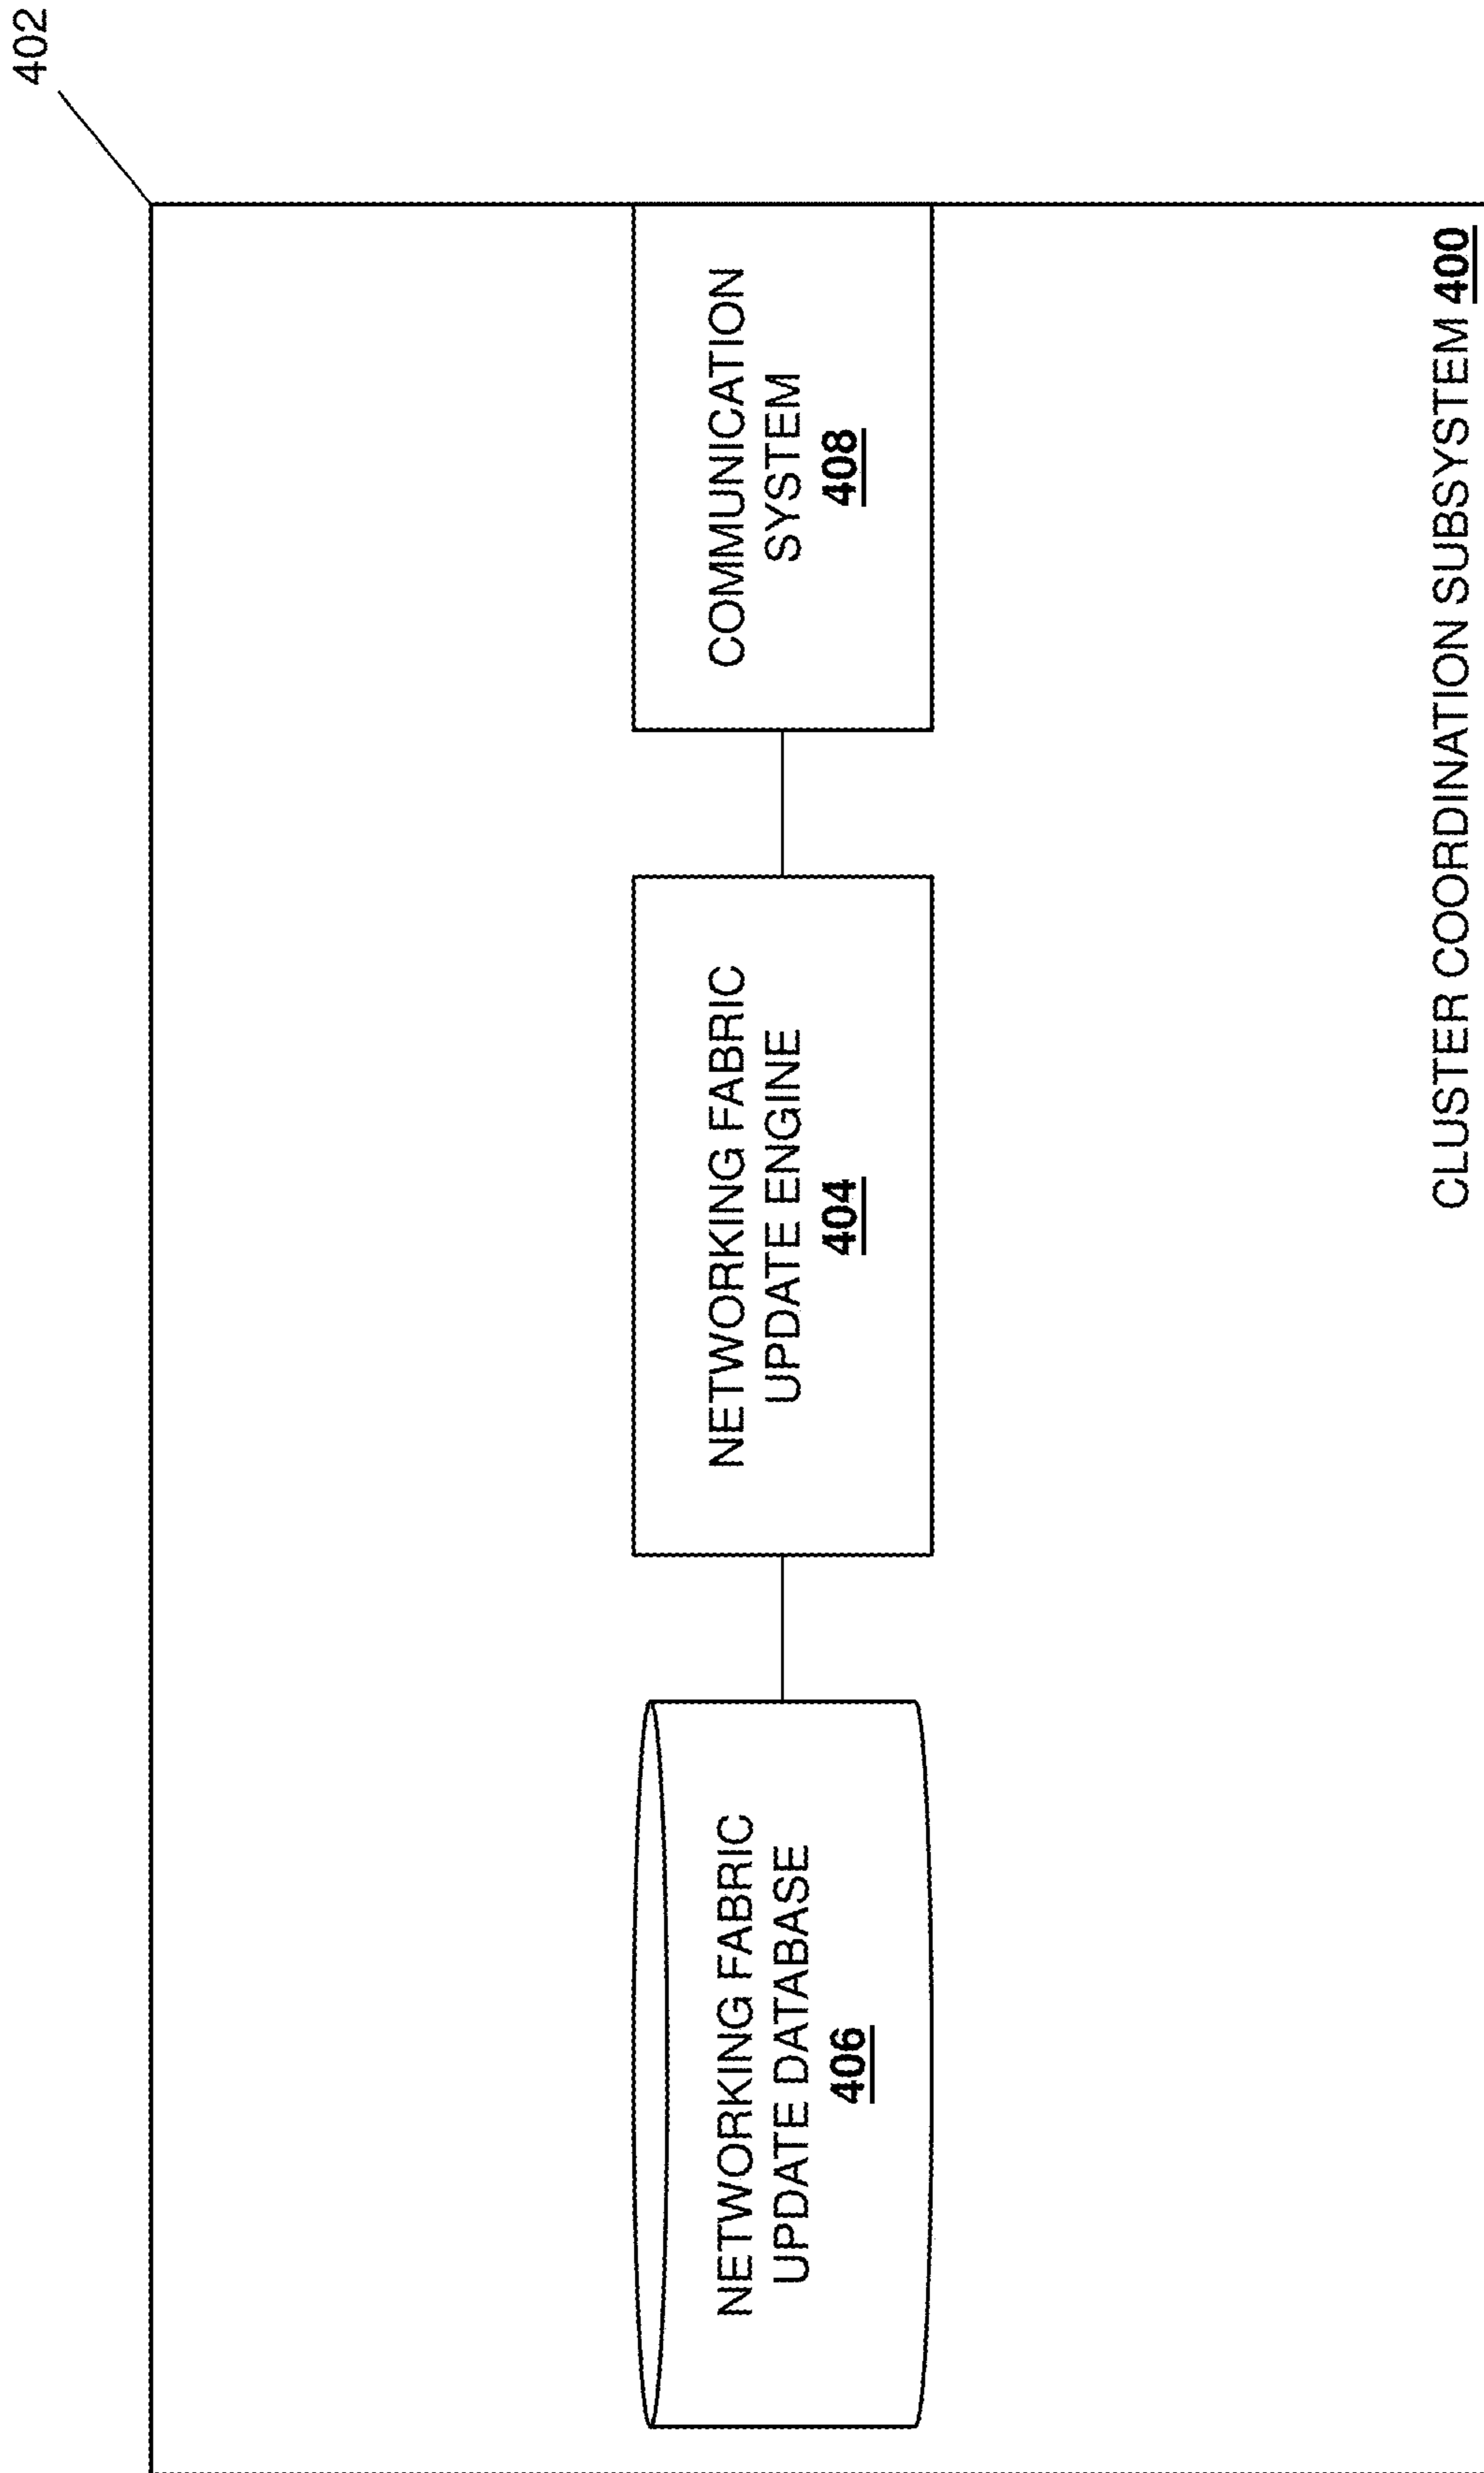 402
NETWORKING FABRIC
UPDATE DATABASE
406
NETWORKING FABRIC
UPDATE ENGINE
404
COMMUNICATION
SYSTEM
408
CLUSTER COORDINATION SUBSYSTEM 400